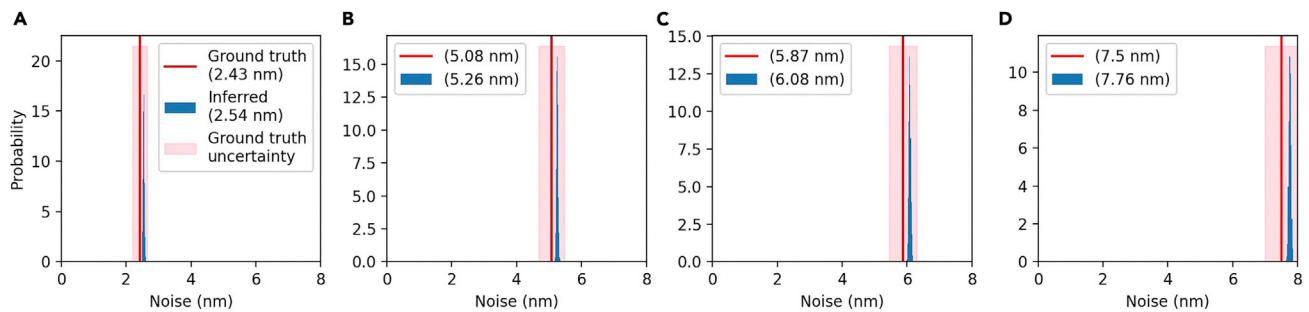 A
B
C
D
Probability
20
15
10
5
0
0
2
4
6
8
Noise (nm)
Ground truth
(2.43 nm)
Inferred
(2.54 nm)
Ground truth
uncertainty
15.0
12.5
10.0
7.5
5.0
2.5
0.0
0
2
4
6
8
Noise (nm)
(5.08 nm)
(5.26 nm)
15.0
12.5
10.0
7.5
5.0
2.5
0.0
0
2
4
6
8
Noise (nm)
(5.87 nm)
(6.08 nm)
10
8
6
4
2
0
0
2
4
6
8
Noise (nm)
(7.5 nm)
(7.76 nm)